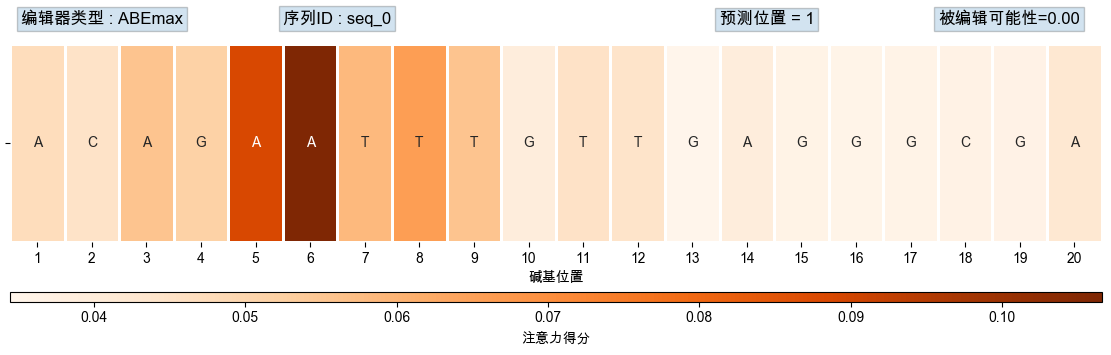 编辑器类型 : ABEmax 序列ID : seq_0 预测位置 = 1 被编辑可能性=0.00
A C A G A A T T T G T T G A G G G C G A
1 2 3 4 5 6 7 8 9 10 11 12 13 14 15 16 17 18 19 20
碱基位置
0.04 0.05 0.06 0.07 0.08 0.09 0.10
注意力得分